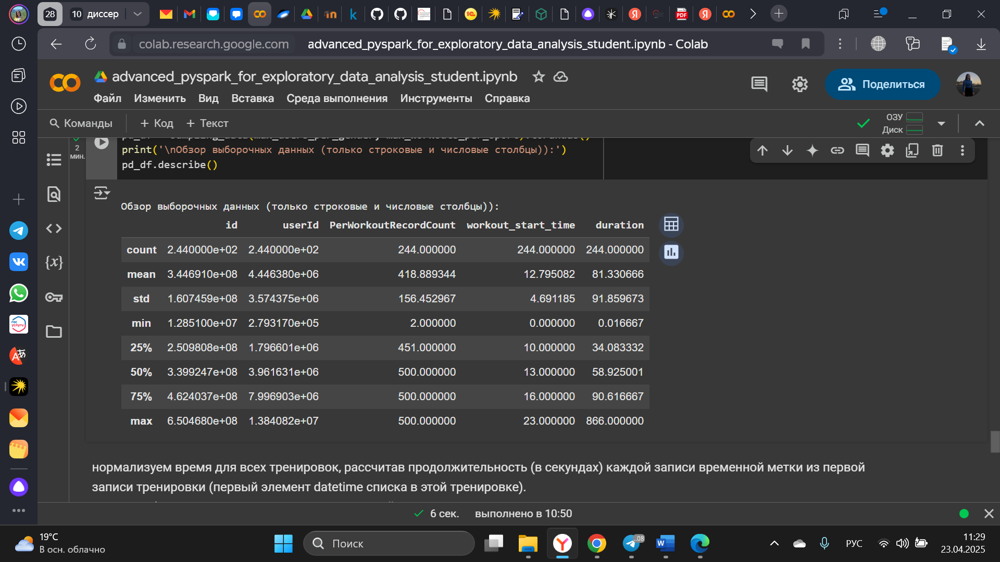 28
10 диссер
colab.research.google.com
advanced_pyspark_for_exploratory_data_analysis_student.ipynb - Colab
advanced_pyspark_for_exploratory_data_analysis_student.ipynb
Поделиться
Файл Изменить Вид Вставка Среда выполнения Инструменты Справка
Команды + Код + Текст
ОЗУ
Диск
2
мин.
print('\nОбзор выборочных данных (только строковые и числовые столбцы)):')
pd_df.describe()
Обзор выборочных данных (только строковые и числовые столбцы)):
id userId PerWorkoutRecordCount workout_start_time duration
count 2.440000e+02 2.440000e+02 244.000000 244.000000 244.000000
mean 3.446910e+08 4.446380e+06 418.889344 12.795082 81.330666
std 1.607459e+08 3.574375e+06 156.452967 4.691185 91.859673
min 1.285100e+07 2.793170e+05 2.000000 0.000000 0.016667
25% 2.509808e+08 1.796601e+06 451.000000 10.000000 34.083332
50% 3.399247e+08 3.961631e+06 500.000000 13.000000 58.925001
75% 4.624037e+08 7.996903e+06 500.000000 16.000000 90.616667
max 6.504680e+08 1.384082e+07 500.000000 23.000000 866.000000
нормализуем время для всех тренировок, рассчитав продолжительность (в секундах) каждой записи временной метки из первой
записи тренировки (первый элемент datetime списка в этой тренировке).
6 сек. выполнено в 10:50
19°C
В осн. облачно
Поиск
РУС
11:29
23.04.2025